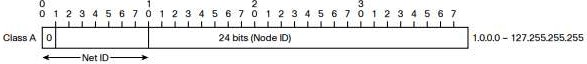 0 1 2 3
0 1 2 3 4 5 6 7 0 1 2 3 4 5 6 7 0 1 2 3 4 5 6 7 0 1 2 3 4 5 6 7
Class A 0 24 bits (Node ID) 1.0.0.0 – 127.255.255.255
Net ID